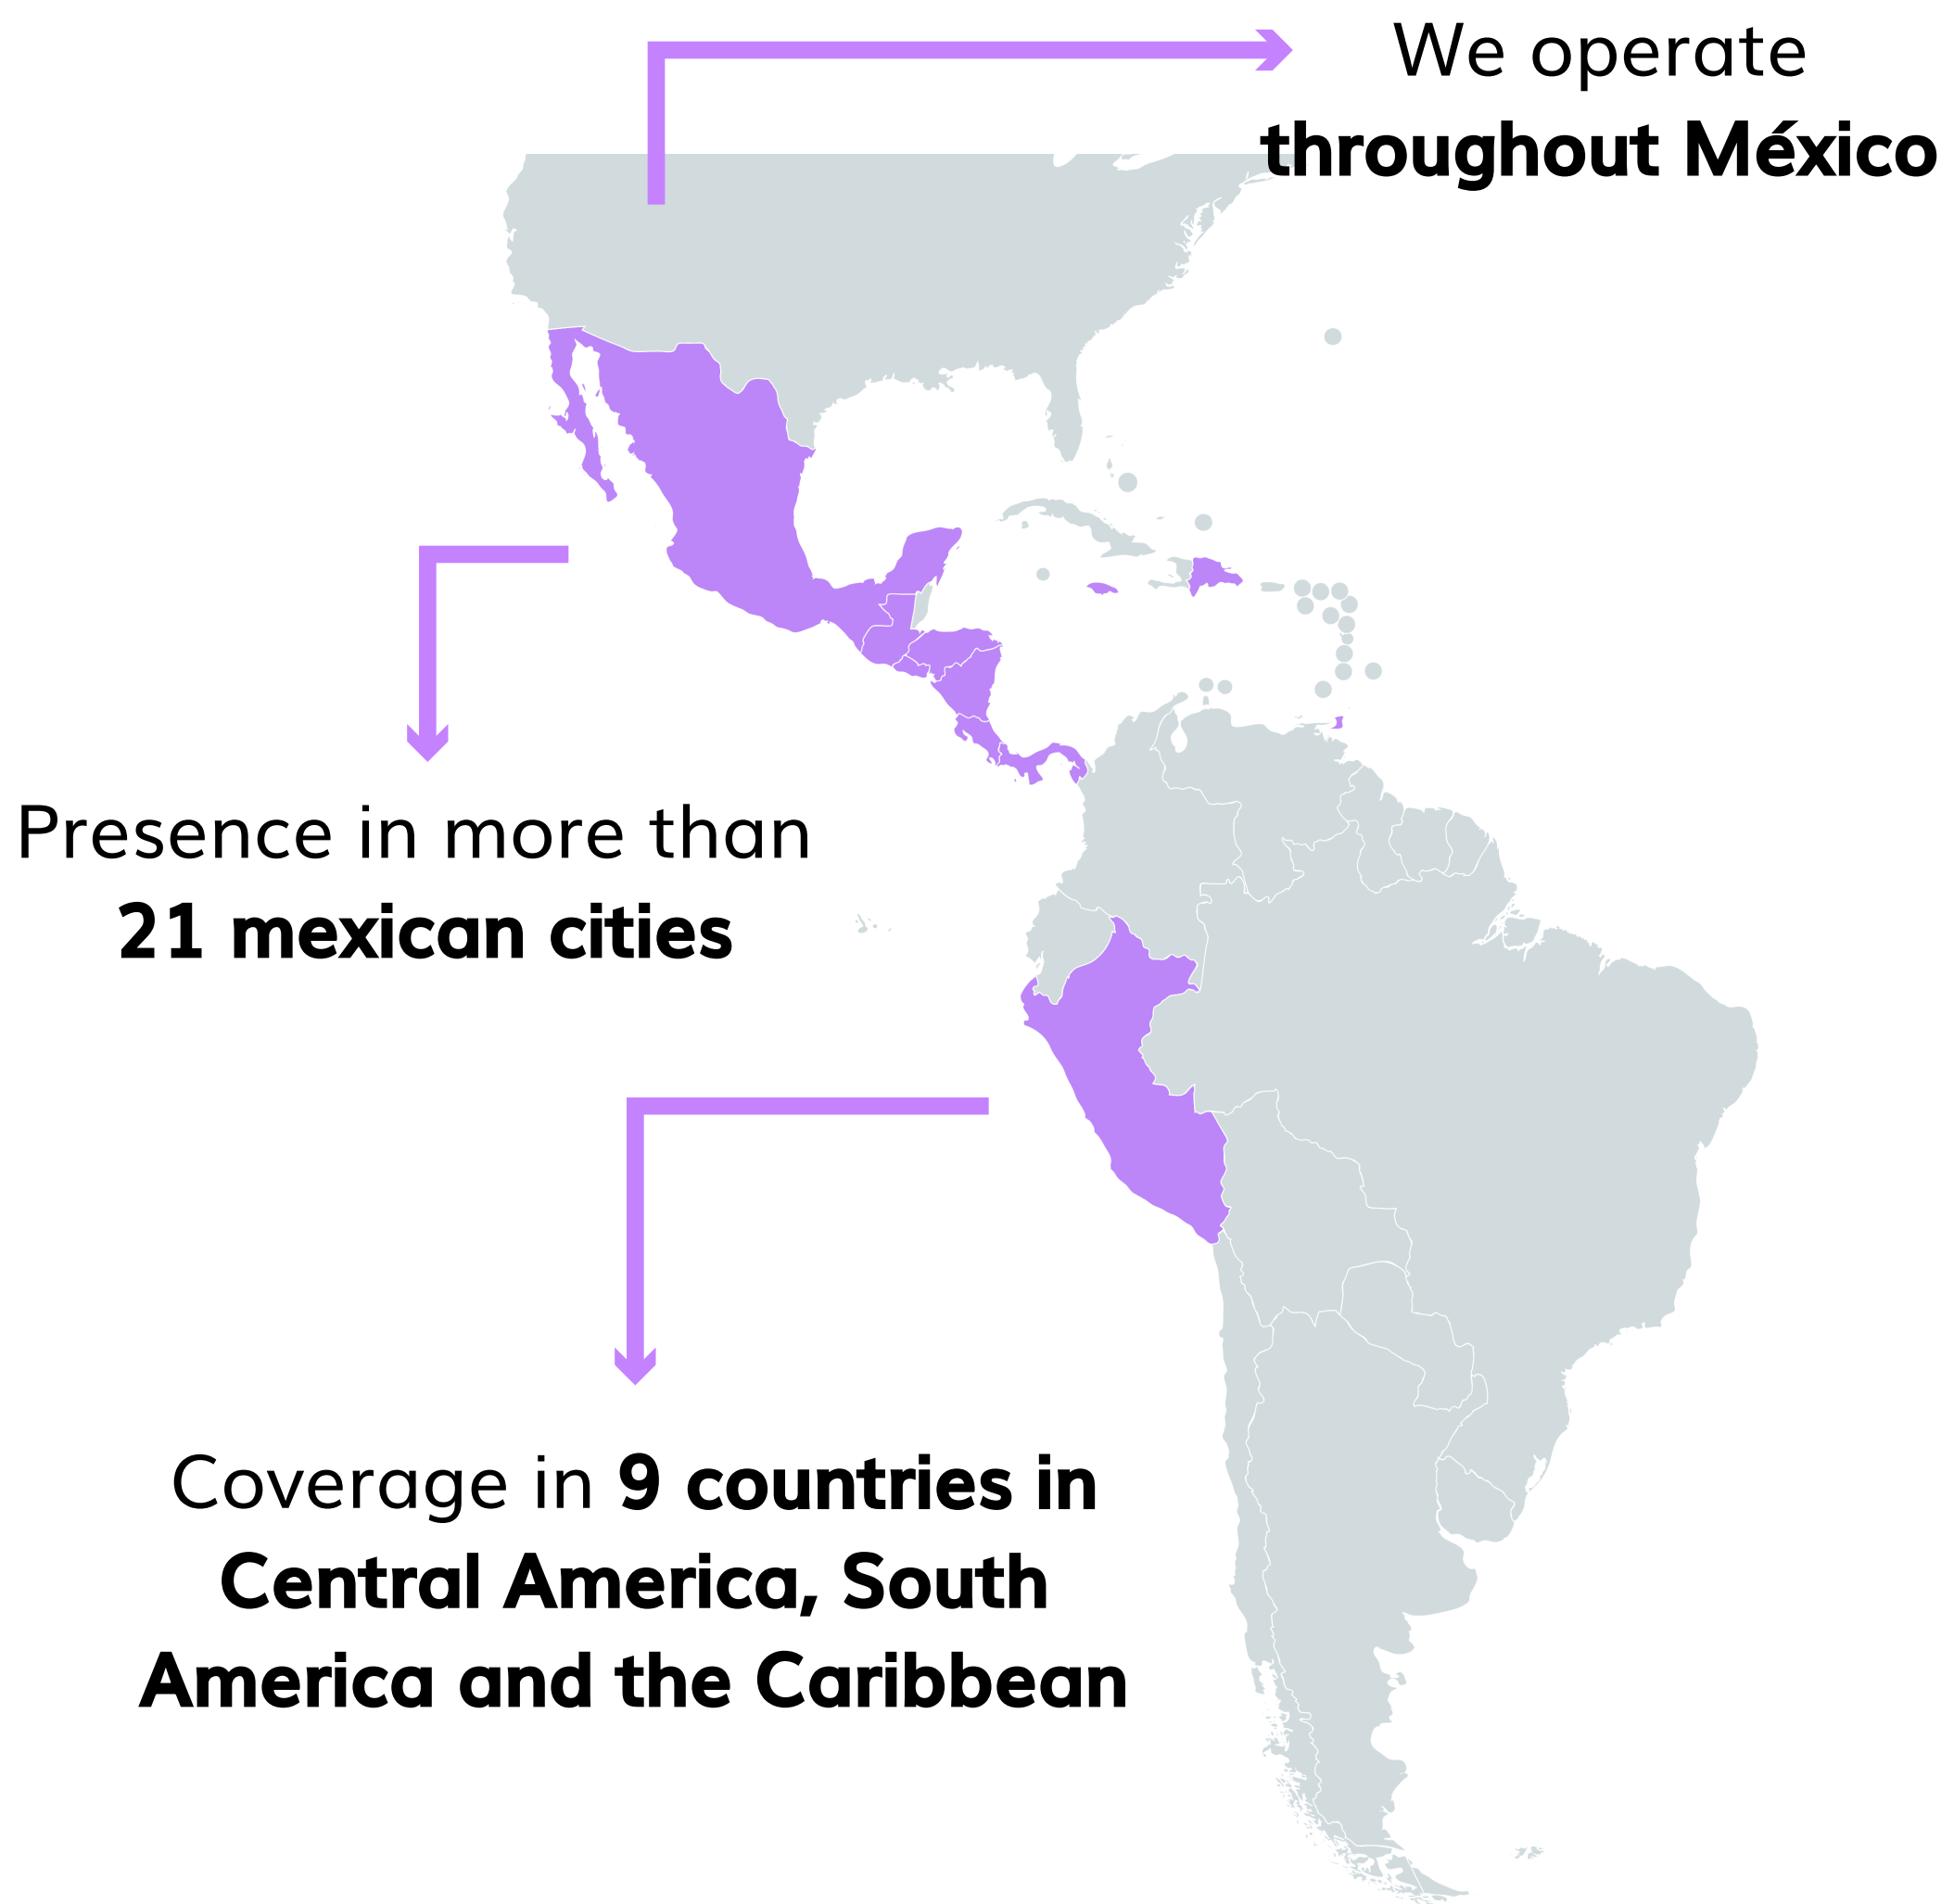 We operate
throughout México
Presence in more than
21 mexican cities
Coverage in 9 countries in
Central America, South
America and the Caribbean